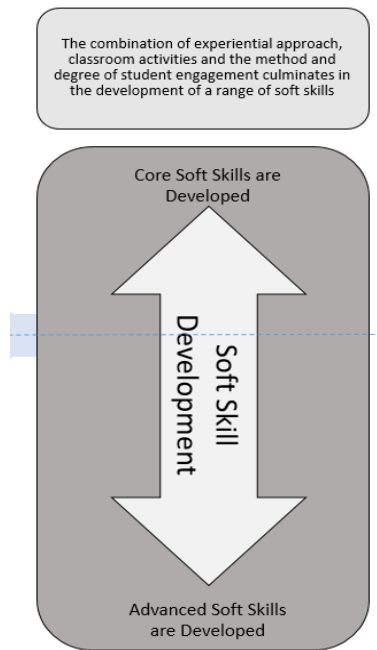 The combination of experiential approach,
classroom activities and the method and
degree of student engagement culminates in
the development of a range of soft skills
Core Soft Skills are
Developed
Soft Skill
Development
Advanced Soft Skills
are Developed